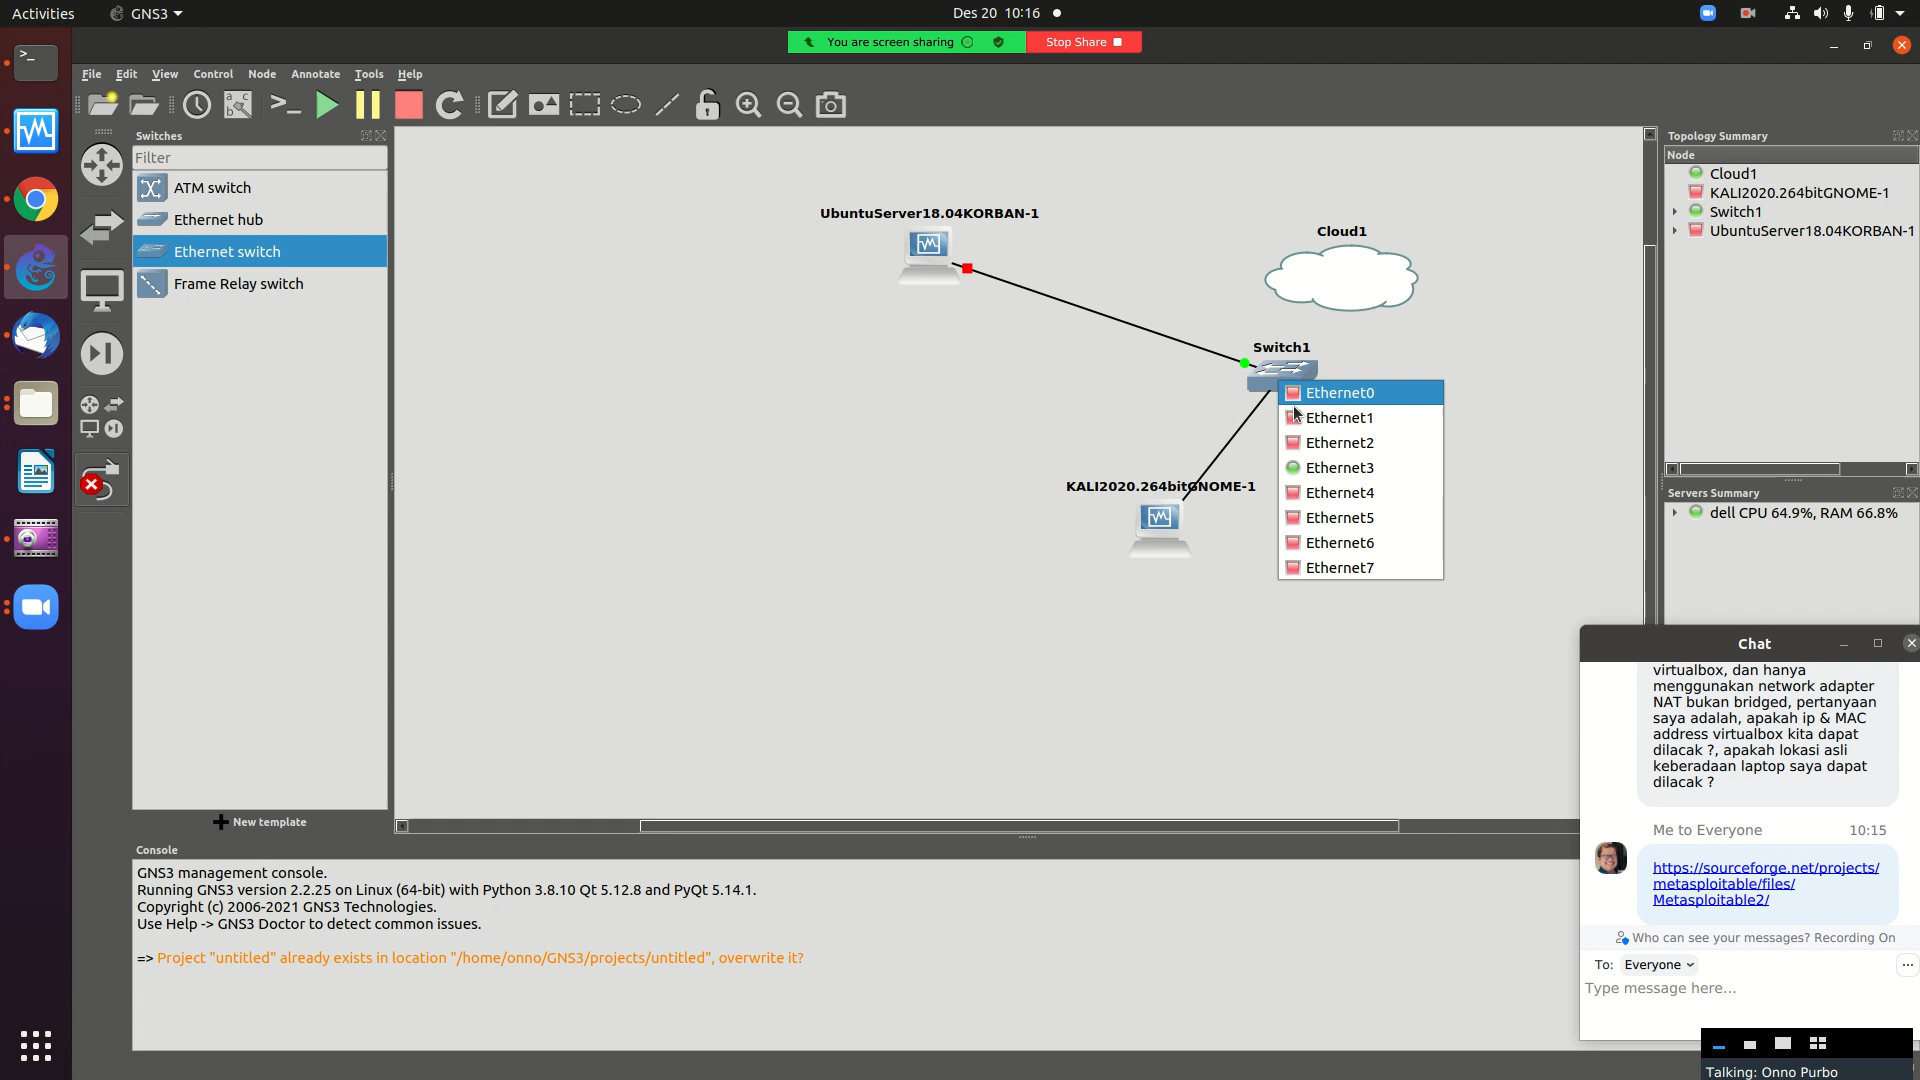 Activities
GNS3
Des 20 10:16
You are screen sharing
Stop Share
File Edit View Control Node Annotate Tools Help
Switches
Filter
ATM switch
Ethernet hub
Ethernet switch
Frame Relay switch
New template
UbuntuServer18.04KORBAN-1
Cloud1
Switch1
KALI2020.264bitGNOME-1
Ethernet0
Ethernet1
Ethernet2
Ethernet3
Ethernet4
Ethernet5
Ethernet6
Ethernet7
Topology Summary
Node
Cloud1
KALI2020.264bitGNOME-1
Switch1
UbuntuServer18.04KORBAN-1
Servers Summary
dell CPU 64.9%, RAM 66.8%
Console
GNS3 management console.
Running GNS3 version 2.2.25 on Linux (64-bit) with Python 3.8.10 Qt 5.12.8 and PyQt 5.14.1.
Copyright (c) 2006-2021 GNS3 Technologies.
Use Help -> GNS3 Doctor to detect common issues.
=> Project "untitled" already exists in location "/home/onno/GNS3/projects/untitled", overwrite it?
Chat
virtualbox, dan hanya
menggunakan network adapter
NAT bukan bridged, pertanyaan
saya adalah, apakah ip & MAC
address virtualbox kita dapat
dilacak ?, apakah lokasi asli
keberadaan laptop saya dapat
dilacak ?
Me to Everyone 10:15
https://sourceforge.net/projects/
metasploitable/files/
Metasploitable2/
Who can see your messages? Recording On
To: Everyone
Type message here...
Talking: Onno Purbo